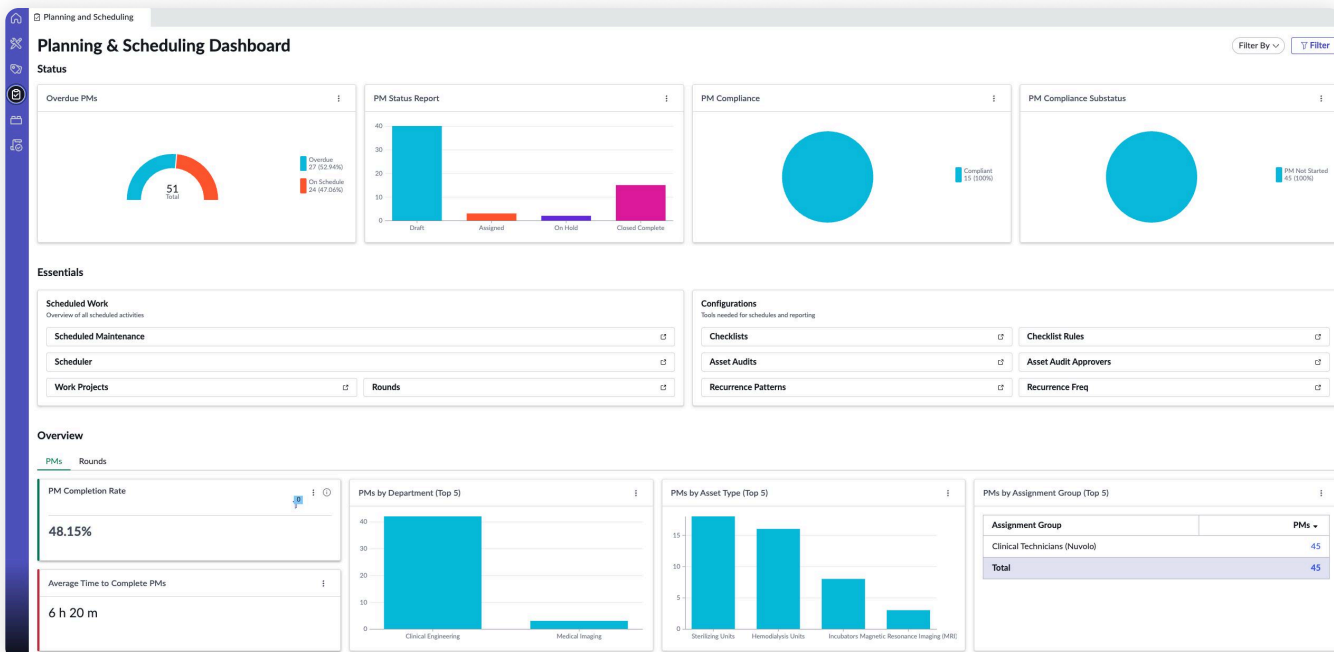 Planning and Scheduling
Planning & Scheduling Dashboard
Filter By
Filter
Status
Overdue PMs
51
Total
Overdue
27 (52.94%)
On Schedule
24 (47.06%)
PM Status Report
40
30
20
10
0
Draft
Assigned
On Hold
Closed Complete
PM Compliance
Compliant
15 (100%)
PM Compliance Substatus
PM Not Started
45 (100%)
Essentials
Scheduled Work
Overview of all scheduled activities
Scheduled Maintenance
Scheduler
Work Projects
Rounds
Configurations
Tools needed for schedules and reporting
Checklists
Checklist Rules
Asset Audits
Asset Audit Approvers
Recurrence Patterns
Recurrence Freq
Overview
PMs
Rounds
PM Completion Rate
0
48.15%
Average Time to Complete PMs
6 h 20 m
PMs by Department (Top 5)
40
30
20
10
0
Clinical Engineering
Medical Imaging
PMs by Asset Type (Top 5)
15
10
5
0
Sterilizing Units
Hemodialysis Units
Incubators
Magnetic Resonance Imaging (MRI)
PMs by Assignment Group (Top 5)
Assignment Group
PMs
Clinical Technicians (Nuvolo)
45
Total
45